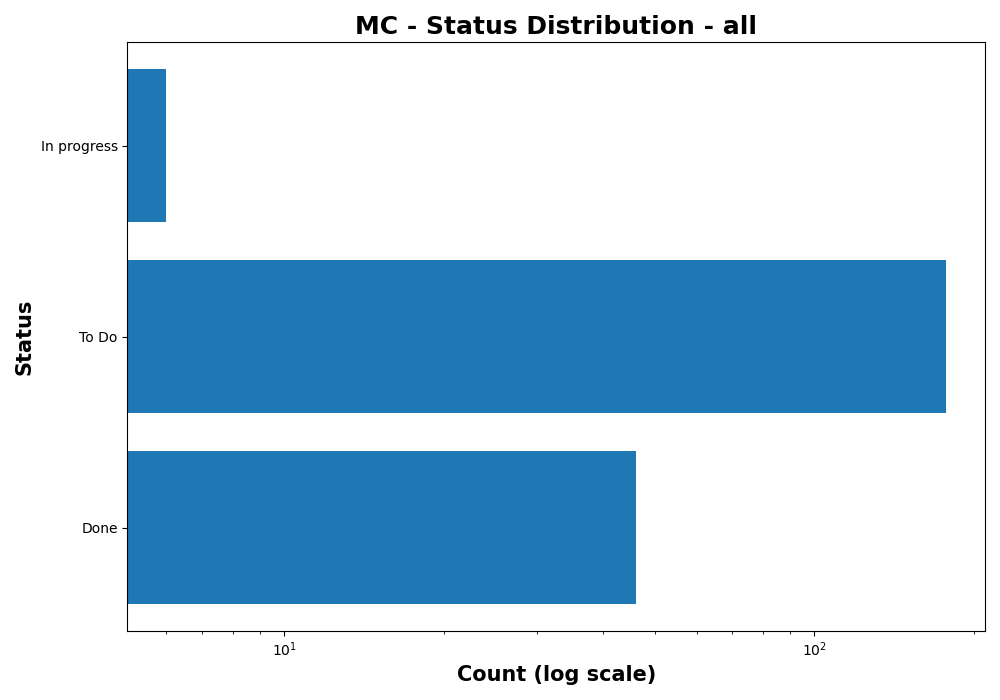 MC - Status Distribution - all
In progress
To Do
Done
Status
10¹
10²
Count (log scale)